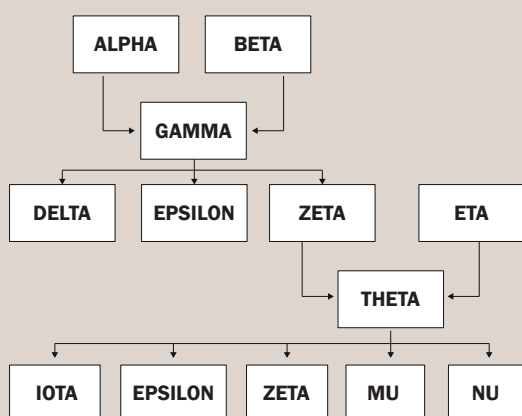 ALPHA BETA
GAMMA
DELTA EPSILON ZETA ETA
THETA
IOTA EPSILON ZETA MU NU